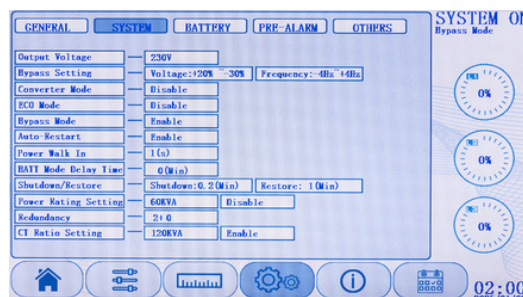 GENERAL SYSTEM BATTERY PRE-ALARM OTHERS
SYSTEM ON
Bypass Mode
Output Voltage 230V
Bypass Setting Voltage:+20% ~-30% Frequency:-4Hz~+4Hz
Converter Mode Disable
ECO Mode Disable
Bypass Mode Enable
Auto-Restart Enable
Power Walk In 1(s)
BATT Mode Delay Time 0(Min)
Shutdown/Restore Shutdown:0.2(Min) Restore: 1(Min)
Power Rating Setting 60KVA Disable
Redundancy 2+0
CT Ratio Setting 120KVA Enable
0%
0%
0%
02:00